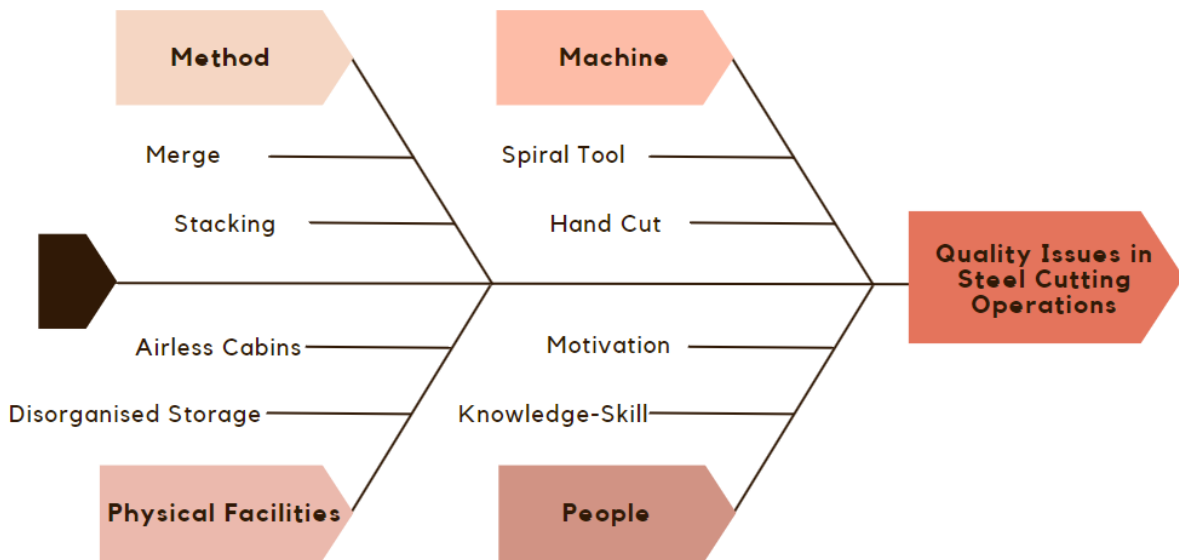 Method
Machine
Merge
Spiral Tool
Stacking
Hand Cut
Quality Issues in
Steel Cutting
Operations
Airless Cabins
Motivation
Disorganised Storage
Knowledge-Skill
Physical Facilities
People